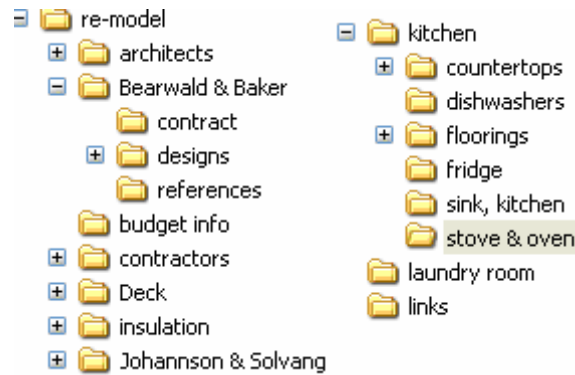 re-model
architects
Bearwald & Baker
contract
designs
references
budget info
contractors
Deck
insulation
Johannson & Solvang
kitchen
countertops
dishwashers
floorings
fridge
sink, kitchen
stove & oven
laundry room
links